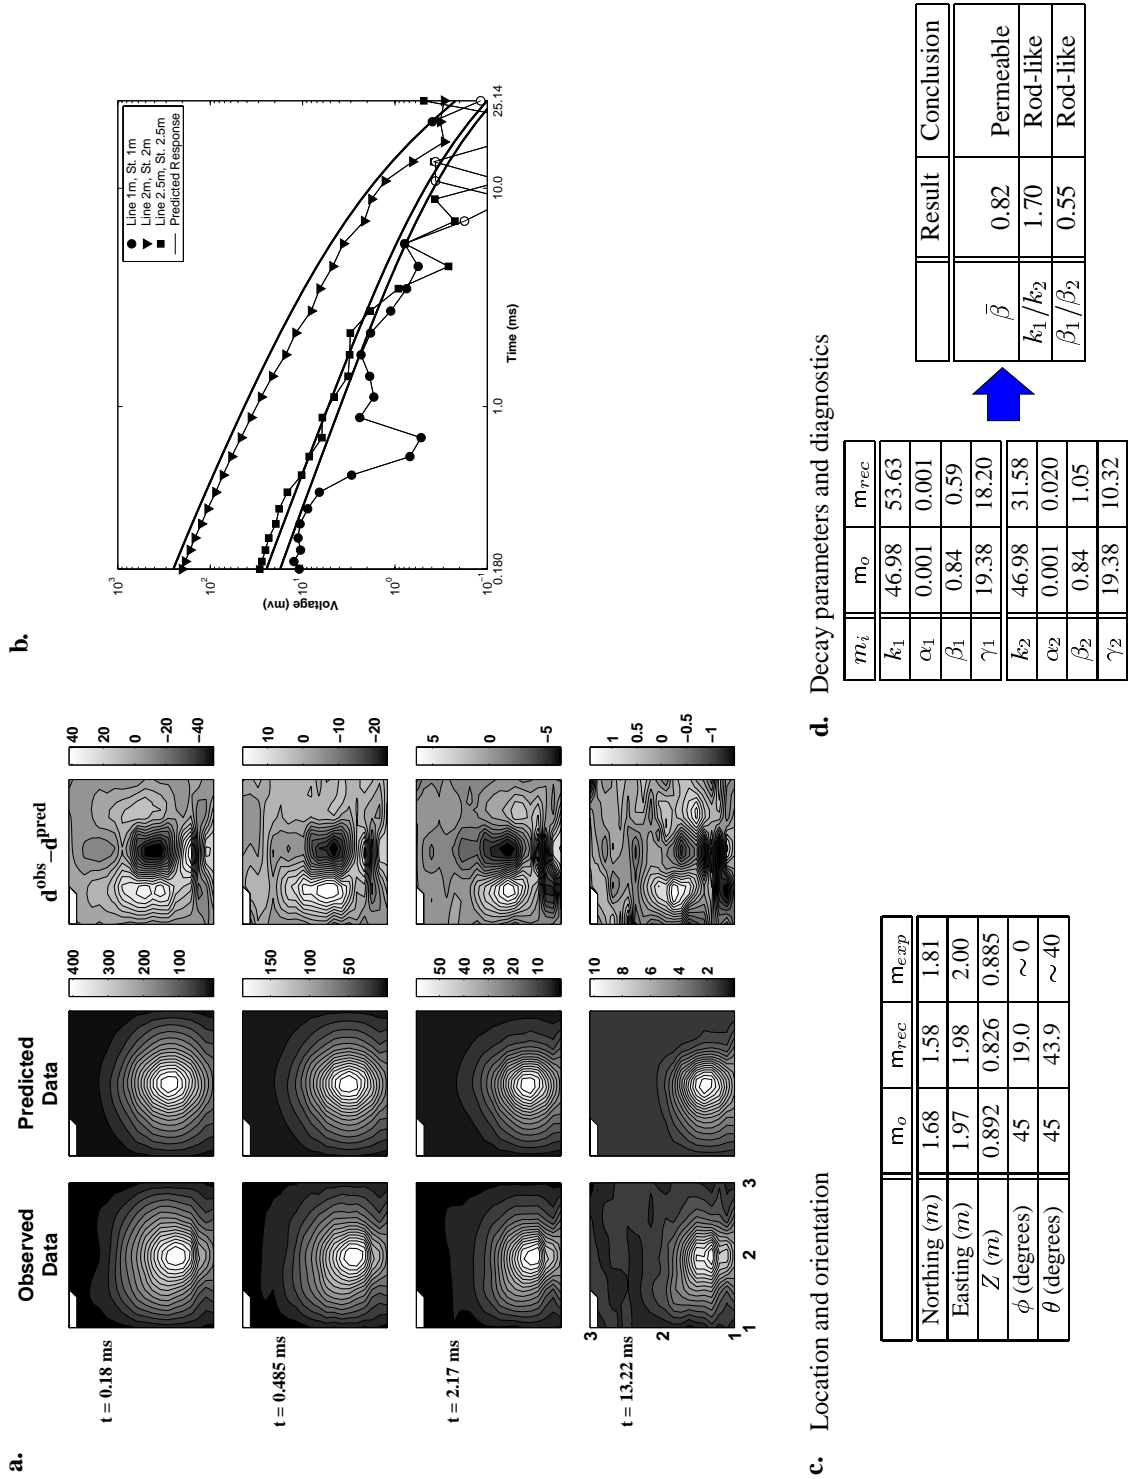 a.
Observed Data
Predicted Data
d^obs–d^pred
t = 0.18 ms
400
300
200
100
40
20
0
−20
−40
t = 0.485 ms
150
100
50
10
0
−10
−20
t = 2.17 ms
50
40
30
20
10
5
0
−5
t = 13.22 ms
3
2
1
1
2
3
10
8
6
4
2
1
0.5
0
−0.5
−1
b.
Line 1m, St. 1m
Line 2m, St. 2m
Line 2.5m, St. 2.5m
Predicted Response
Voltage (mv)
10^3
10^2
10^1
10^0
10^-1
0.180
1.0
10.0
25.14
Time (ms)
c. Location and orientation
m_o m_rec m_exp
Northing (m) 1.68 1.58 1.81
Easting (m) 1.97 1.98 2.00
Z (m) 0.892 0.826 0.885
ϕ (degrees) 45 19.0 ∼ 0
θ (degrees) 45 43.9 ∼ 40
d. Decay parameters and diagnostics
m_i m_o m_rec
k_1 46.98 53.63
α_1 0.001 0.001
β_1 0.84 0.59
γ_1 19.38 18.20
k_2 46.98 31.58
α_2 0.001 0.020
β_2 0.84 1.05
γ_2 19.38 10.32
Result Conclusion
β̄ 0.82 Permeable
k_1/k_2 1.70 Rod-like
β_1/β_2 0.55 Rod-like